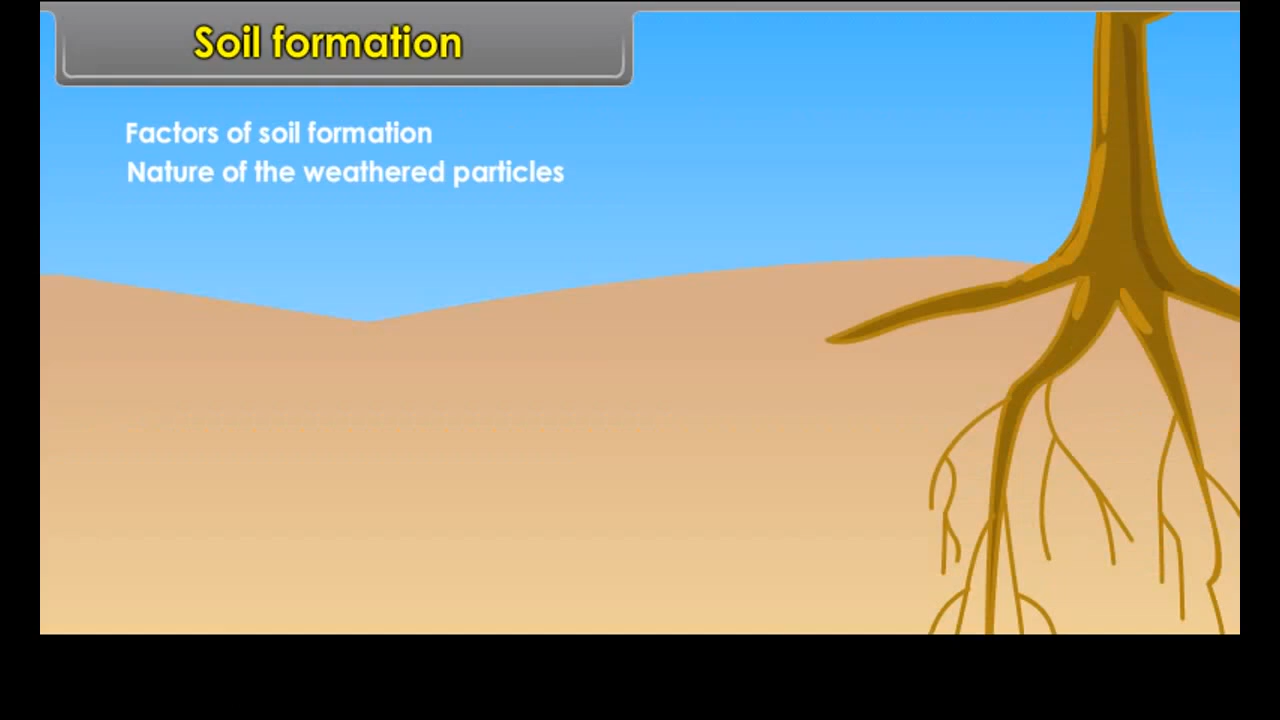 Soil formation
Factors of soil formation
Nature of the weathered particles